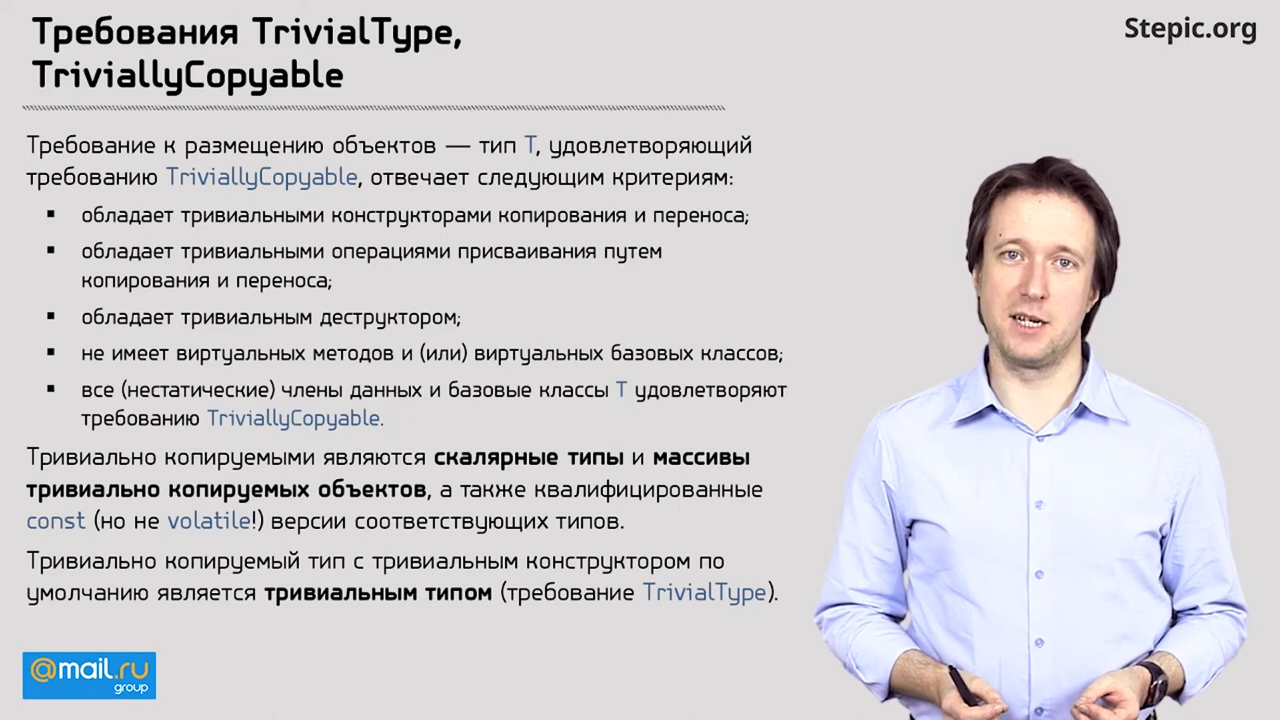 Требования TrivialType,
TriviallyCopyable
Stepic.org
Требование к размещению объектов — тип T, удовлетворяющий
требованию TriviallyCopyable, отвечает следующим критериям:
▪ обладает тривиальными конструкторами копирования и переноса;
▪ обладает тривиальными операциями присваивания путем
копирования и переноса;
▪ обладает тривиальным деструктором;
▪ не имеет виртуальных методов и (или) виртуальных базовых классов;
▪ все (нестатические) члены данных и базовые классы T удовлетворяют
требованию TriviallyCopyable.
Тривиально копируемыми являются скалярные типы и массивы
тривиально копируемых объектов, а также квалифицированные
const (но не volatile!) версии соответствующих типов.
Тривиально копируемый тип с тривиальным конструктором по
умолчанию является тривиальным типом (требование TrivialType).
@mail.ru
group